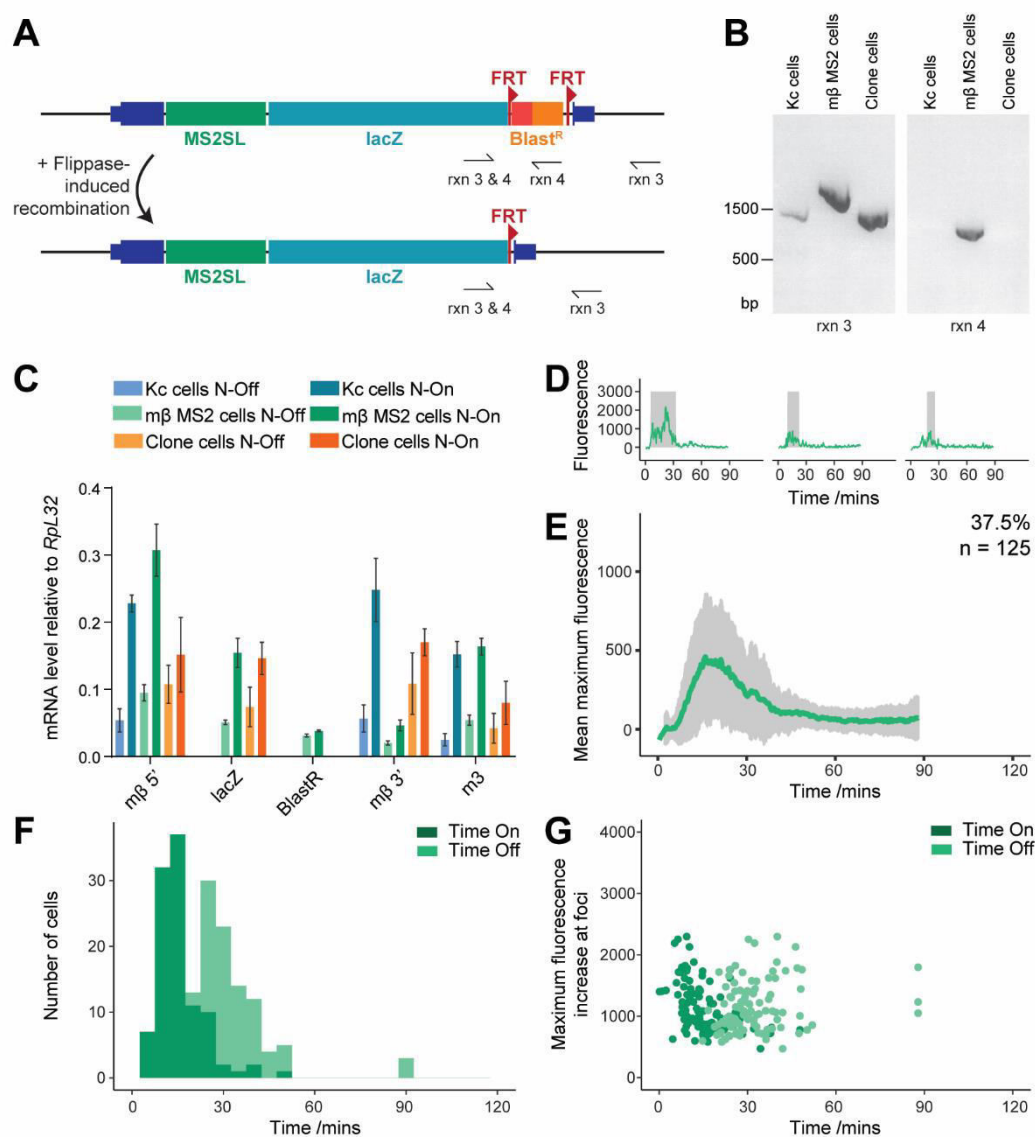 A
FRT FRT
MS2SL lacZ Blastᴿ
+ Flippase-
induced
recombination
rxn 3 & 4 rxn 4 rxn 3
FRT
MS2SL lacZ
rxn 3 & 4 rxn 3
B
Kc cells
mβ MS2 cells
Clone cells
Kc cells
mβ MS2 cells
Clone cells
1500
500
bp
rxn 3 rxn 4
C
Kc cells N-Off Kc cells N-On
mβ MS2 cells N-Off mβ MS2 cells N-On
Clone cells N-Off Clone cells N-On
mRNA level relative to RpL32
0.4
0.3
0.2
0.1
0.0
mβ 5' lacZ BlastR mβ 3' m3
D
Fluorescence
3000
2000
1000
0
0 30 90 0 30 90 0 30 90
Time /mins
E
37.5%
n = 125
Mean maximum fluorescence
1000
500
0
0 30 60 90 120
Time /mins
F
Time On
Time Off
Number of cells
30
20
10
0
0 30 60 90 120
Time /mins
G
Time On
Time Off
Maximum fluorescence
increase at foci
4000
3000
2000
1000
0
0 30 60 90 120
Time /mins